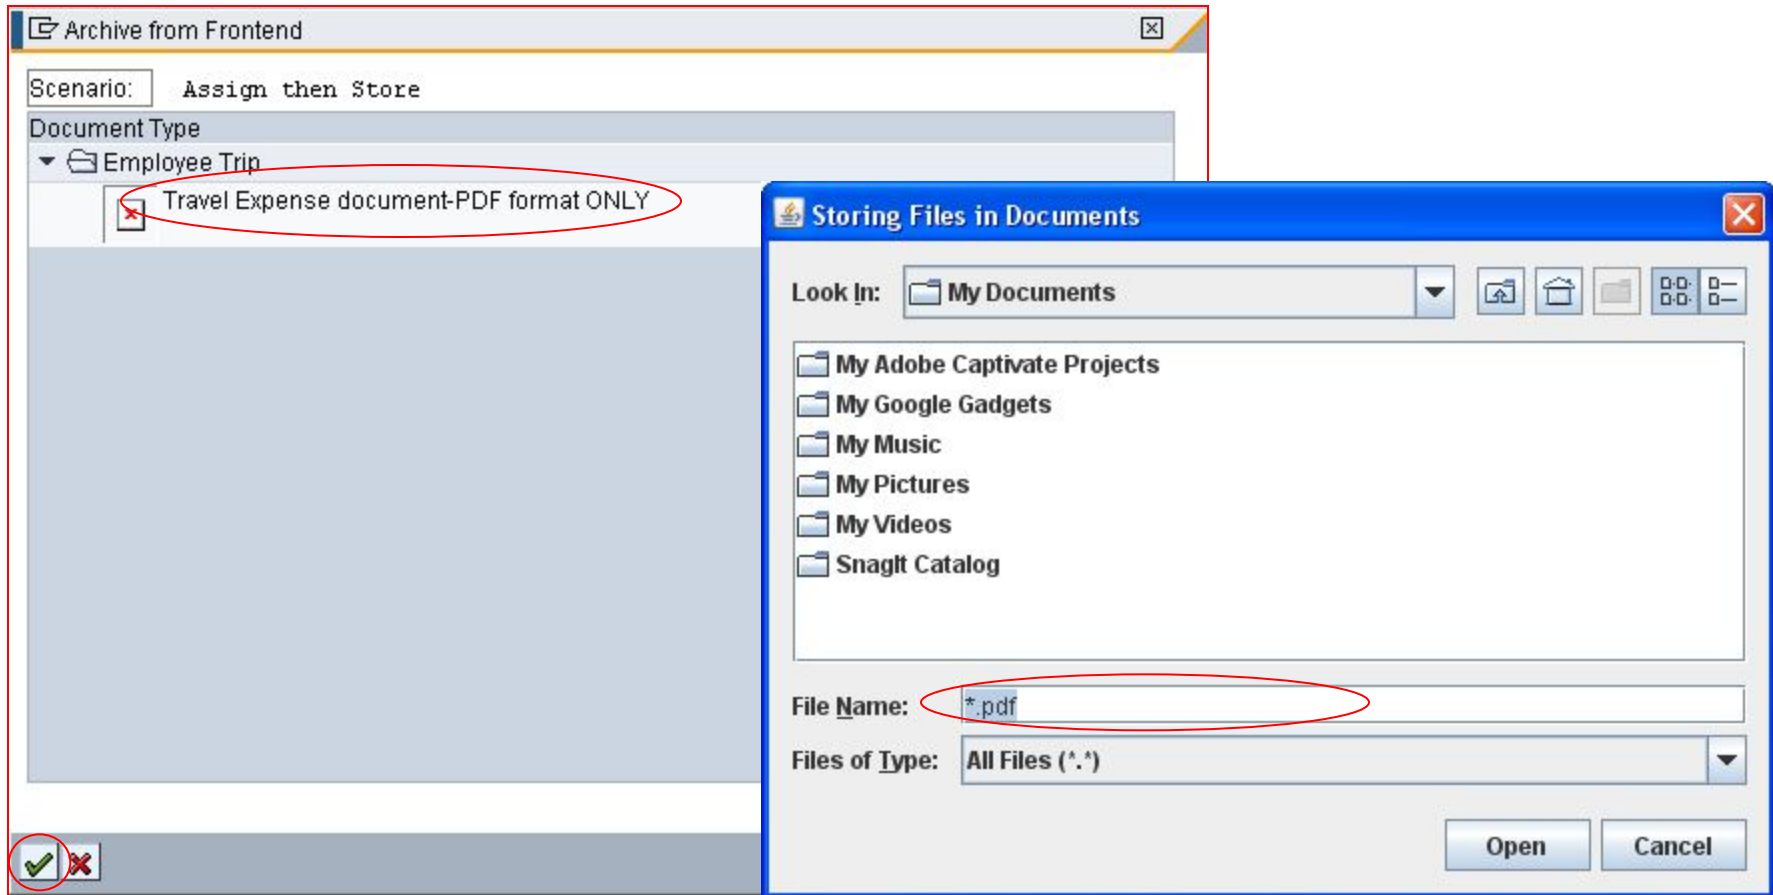 Archive from Frontend
Scenario: Assign then Store
Document Type
Employee Trip
Travel Expense document-PDF format ONLY
Storing Files in Documents
Look In: My Documents
My Adobe Captivate Projects
My Google Gadgets
My Music
My Pictures
My Videos
SnagIt Catalog
File Name: *.pdf
Files of Type: All Files (*.*)
Open Cancel